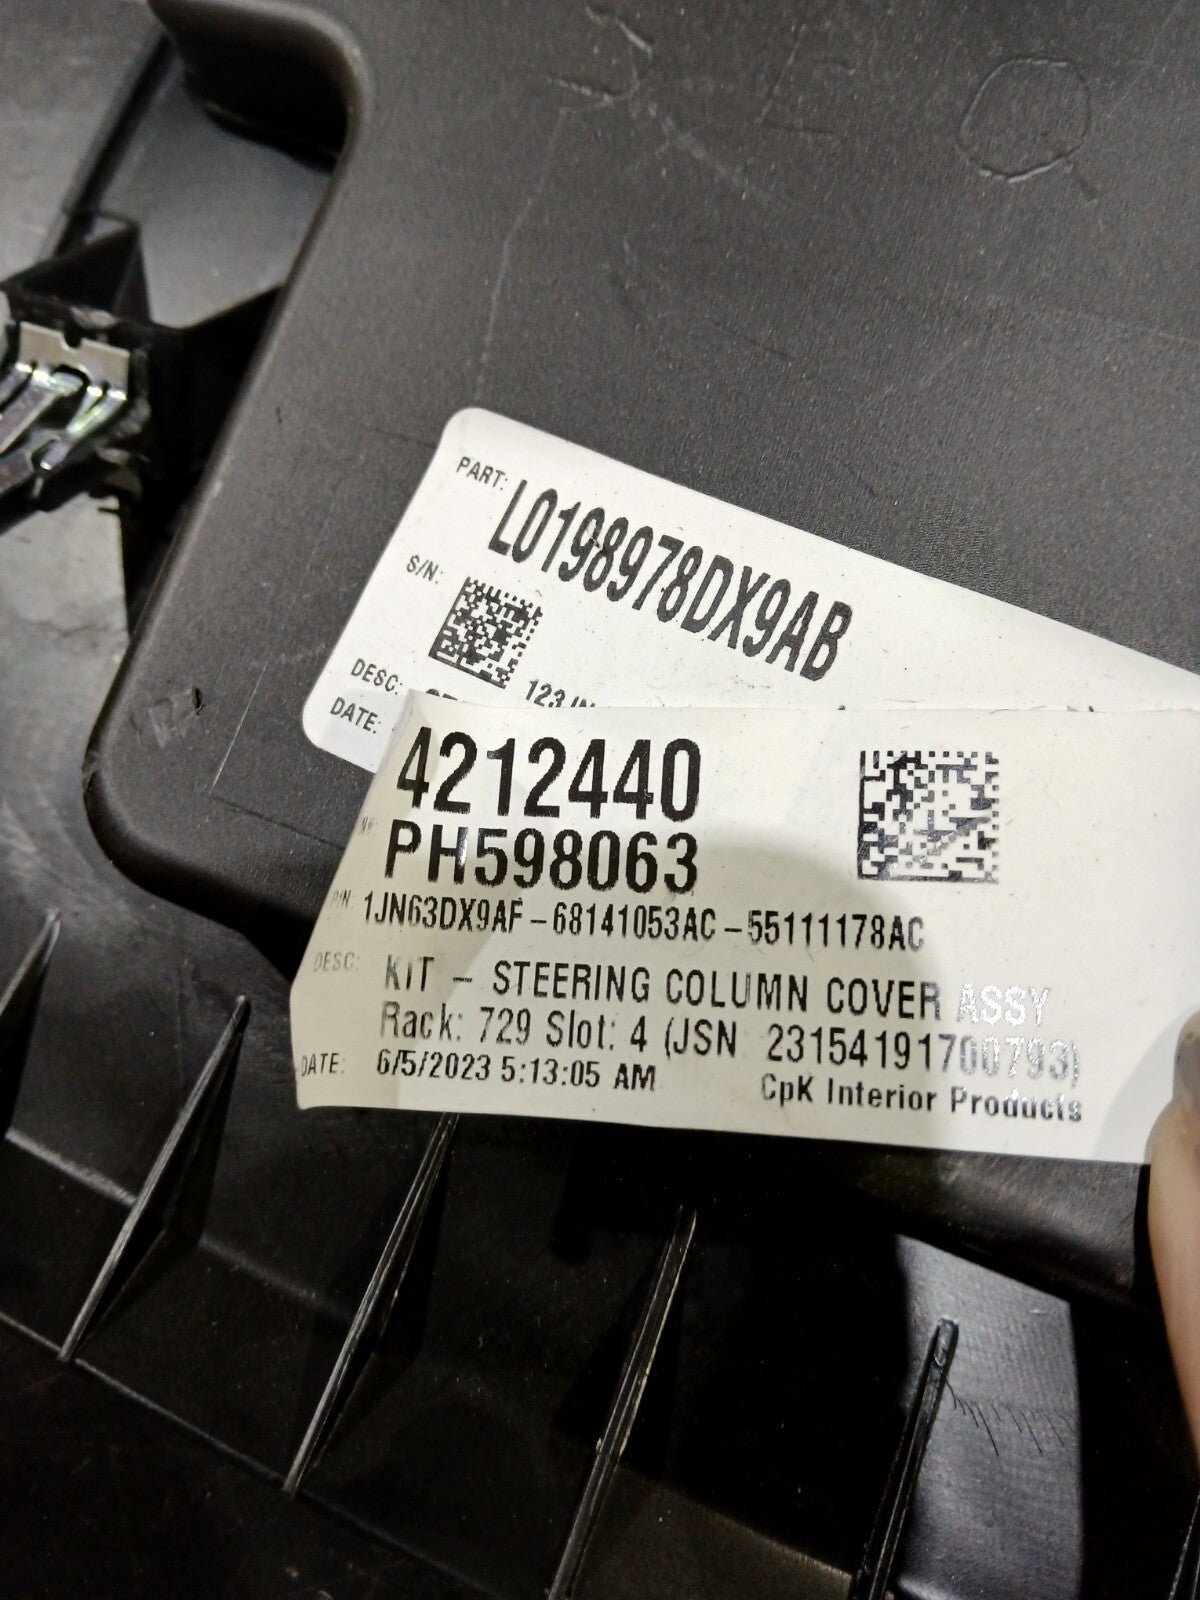 PART: L0198978DX9AB
S/N:
DESC:
DATE:
4212440
PH598063
P/N: 1JN63DX9AF-68141053AC-55111178AC
DESC: KIT - STEERING COLUMN COVER ASSY
Rack: 729 Slot: 4 (JSN 23154191700793)
DATE: 6/5/2023 5:13:05 AM
CpK Interior Products